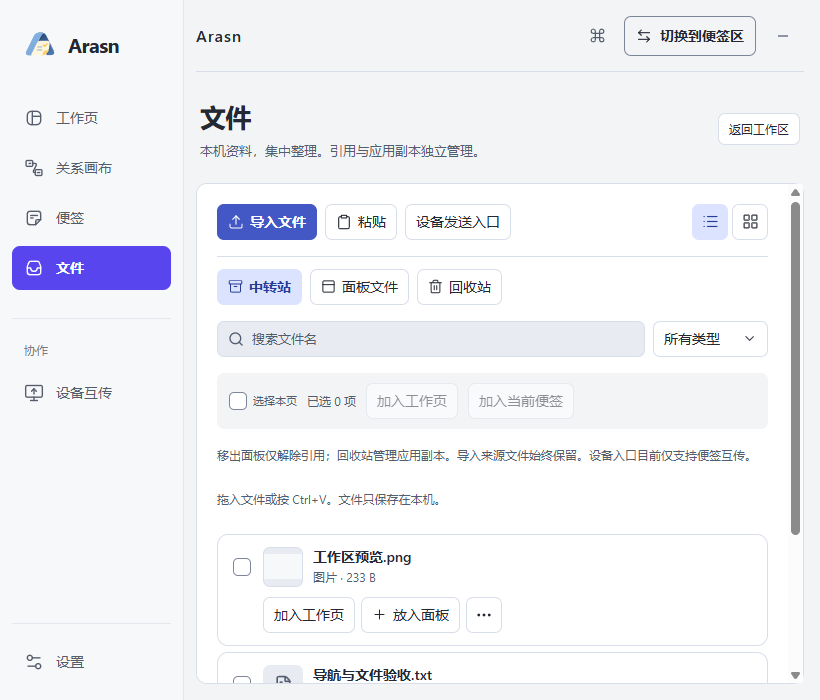 Arasn
工作页
关系画布
便签
文件
协作
设备互传
设置
Arasn
切换到便签区
文件
本机资料，集中整理。引用与应用副本独立管理。
返回工作区
导入文件
粘贴
设备发送入口
中转站
面板文件
回收站
搜索文件名
所有类型
选择本页 已选 0 项
加入工作页
加入当前便签
移出面板仅解除引用；回收站管理应用副本。导入来源文件始终保留。设备入口目前仅支持便签互传。
拖入文件或按 Ctrl+V。文件只保存在本机。
工作区预览.png
图片 · 233 B
加入工作页
放入面板
导航与文件验收.txt